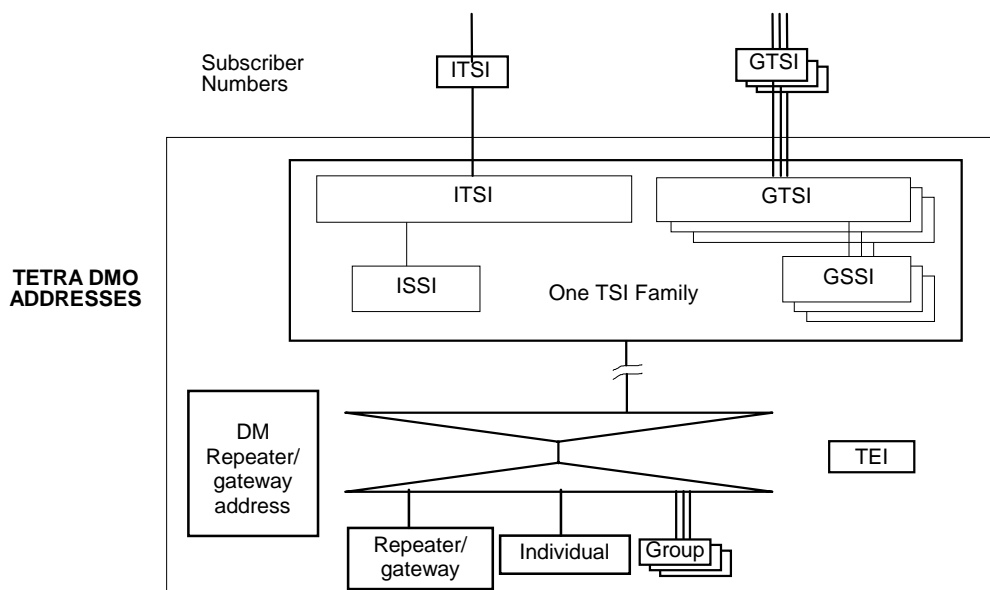 Subscriber
Numbers
ITSI
GTSI
ITSI
GTSI
TETRA DMO
ADDRESSES
ISSI
One TSI Family
GSSI
DM
Repeater/
gateway
address
TEI
Repeater/
gateway
Individual
Group